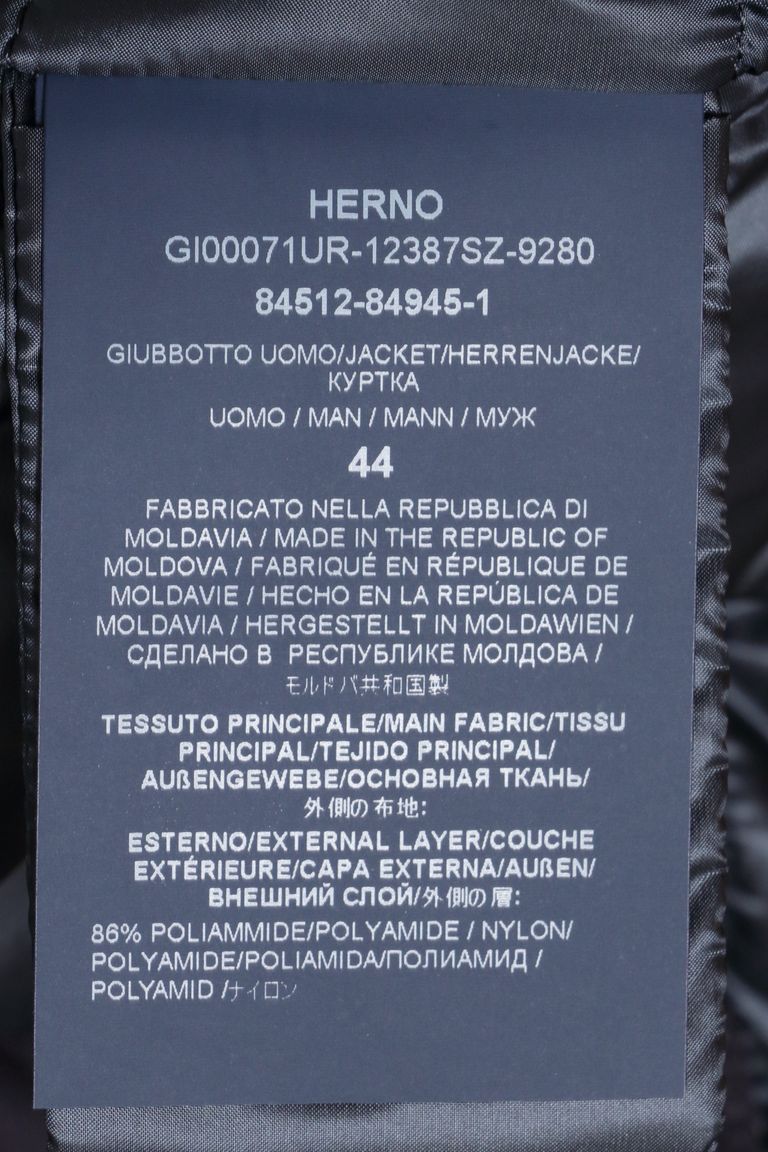 HERNO
GI00071UR-12387SZ-9280
84512-84945-1
GIUBBOTTO UOMO/JACKET/HERRENJACKE/
КУРТКА
UOMO / MAN / MANN / МУЖ
44
FABBRICATO NELLA REPUBBLICA DI
MOLDAVIA / MADE IN THE REPUBLIC OF
MOLDOVA / FABRIQUÉ EN RÉPUBLIQUE DE
MOLDAVIE / HECHO EN LA REPÚBLICA DE
MOLDAVIA / HERGESTELLT IN MOLDAWIEN /
СДЕЛАНО В РЕСПУБЛИКЕ МОЛДОВА /
モルドバ共和国製
TESSUTO PRINCIPALE/MAIN FABRIC/TISSU
PRINCIPAL/TEJIDO PRINCIPAL/
AUßENGEWEBE/ОСНОВНАЯ ТКАНЬ/
外側の布地:
ESTERNO/EXTERNAL LAYER/COUCHE
EXTÉRIEURE/CAPA EXTERNA/AUßEN/
ВНЕШНИЙ СЛОЙ/外側の層:
86% POLIAMMIDE/POLYAMIDE / NYLON/
POLYAMIDE/POLIAMIDA/ПОЛИАМИД /
POLYAMID /ナイロン